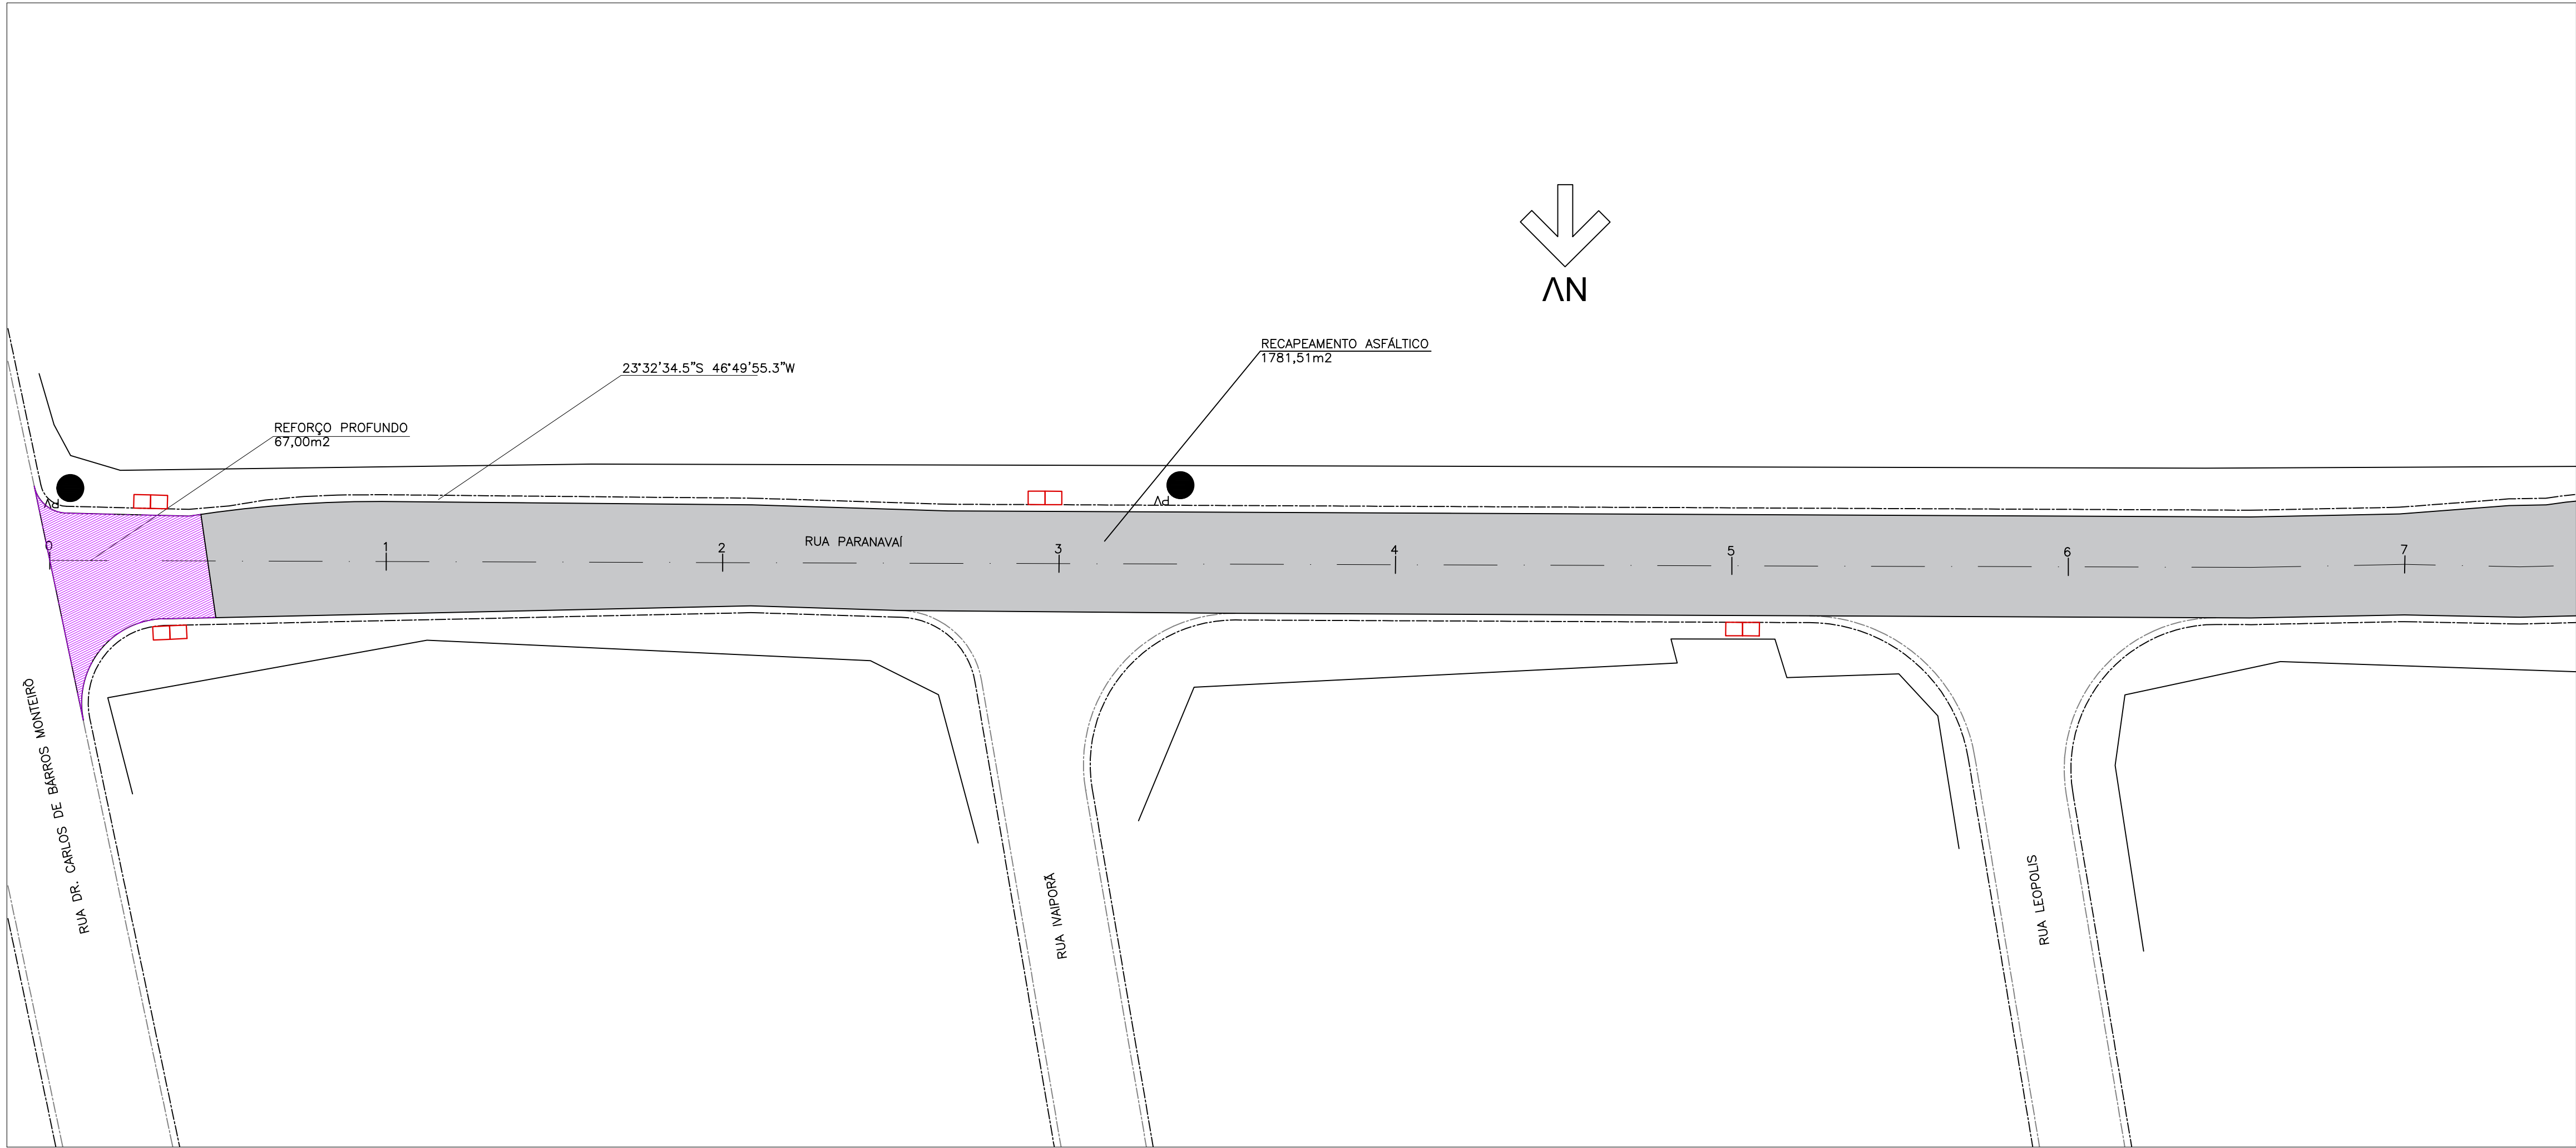 NV
RECAPEAMENTO ASFÁLTICO
1781,51m2
23°32'34.5"S 46°49'55.3"W
REFORÇO PROFUNDO
67,00m2
PV
PV
0
1
2
RUA PARANAVAÍ
3
4
5
6
7
RUA DR. CARLOS DE BARROS MONTEIRO
RUA IVAIPORÃ
RUA LEOPOLIS